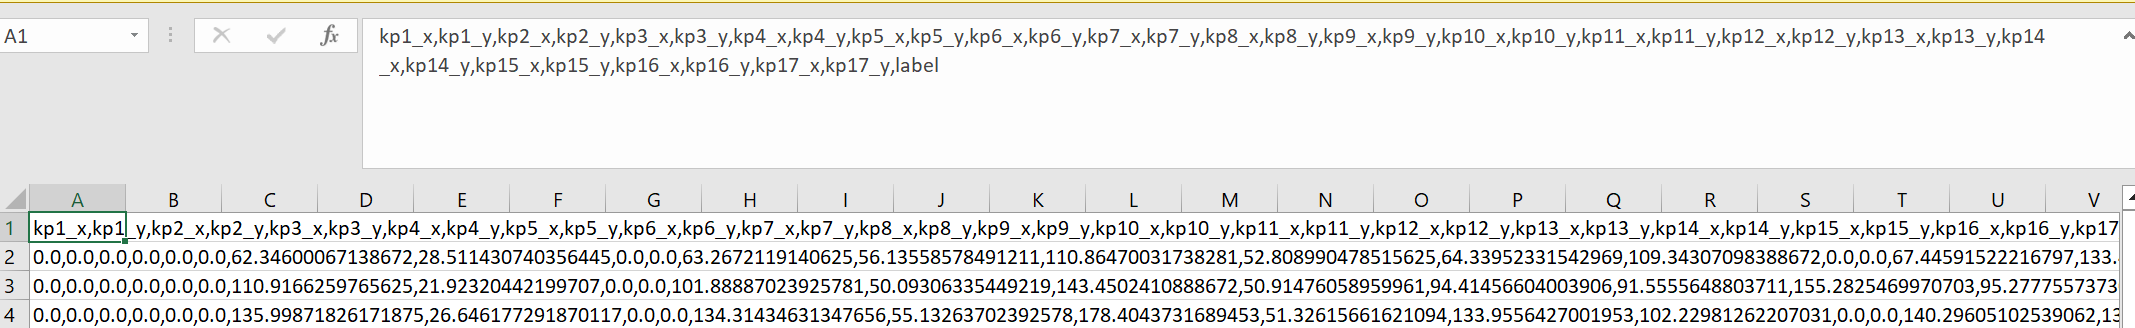 A1
fx
kp1_x,kp1_y,kp2_x,kp2_y,kp3_x,kp3_y,kp4_x,kp4_y,kp5_x,kp5_y,kp6_x,kp6_y,kp7_x,kp7_y,kp8_x,kp8_y,kp9_x,kp9_y,kp10_x,kp10_y,kp11_x,kp11_y,kp12_x,kp12_y,kp13_x,kp13_y,kp14
_x,kp14_y,kp15_x,kp15_y,kp16_x,kp16_y,kp17_x,kp17_y,label
A B C D E F G H I J K L M N O P Q R S T U V
1 kp1_x,kp1_y,kp2_x,kp2_y,kp3_x,kp3_y,kp4_x,kp4_y,kp5_x,kp5_y,kp6_x,kp6_y,kp7_x,kp7_y,kp8_x,kp8_y,kp9_x,kp9_y,kp10_x,kp10_y,kp11_x,kp11_y,kp12_x,kp12_y,kp13_x,kp13_y,kp14_x,kp14_y,kp15_x,kp15_y,kp16_x,kp16_y,kp17
2 0.0,0.0,0.0,0.0,0.0,0.0,0.0,0.0,62.34600067138672,28.511430740356445,0.0,0.0,63.2672119140625,56.13558578491211,110.86470031738281,52.808990478515625,64.33952331542969,109.34307098388672,0.0,0.0,67.44591522216797,133.
3 0.0,0.0,0.0,0.0,0.0,0.0,0.0,0.0,110.9166259765625,21.92320442199707,0.0,0.0,101.88887023925781,50.09306335449219,143.4502410888672,50.91476058959961,94.41456604003906,91.5555648803711,155.2825469970703,95.2777557373
4 0.0,0.0,0.0,0.0,0.0,0.0,0.0,0.0,135.99871826171875,26.646177291870117,0.0,0.0,134.31434631347656,55.13263702392578,178.4043731689453,51.32615661621094,133.9556427001953,102.22981262207031,0.0,0.0,140.29605102539062,13